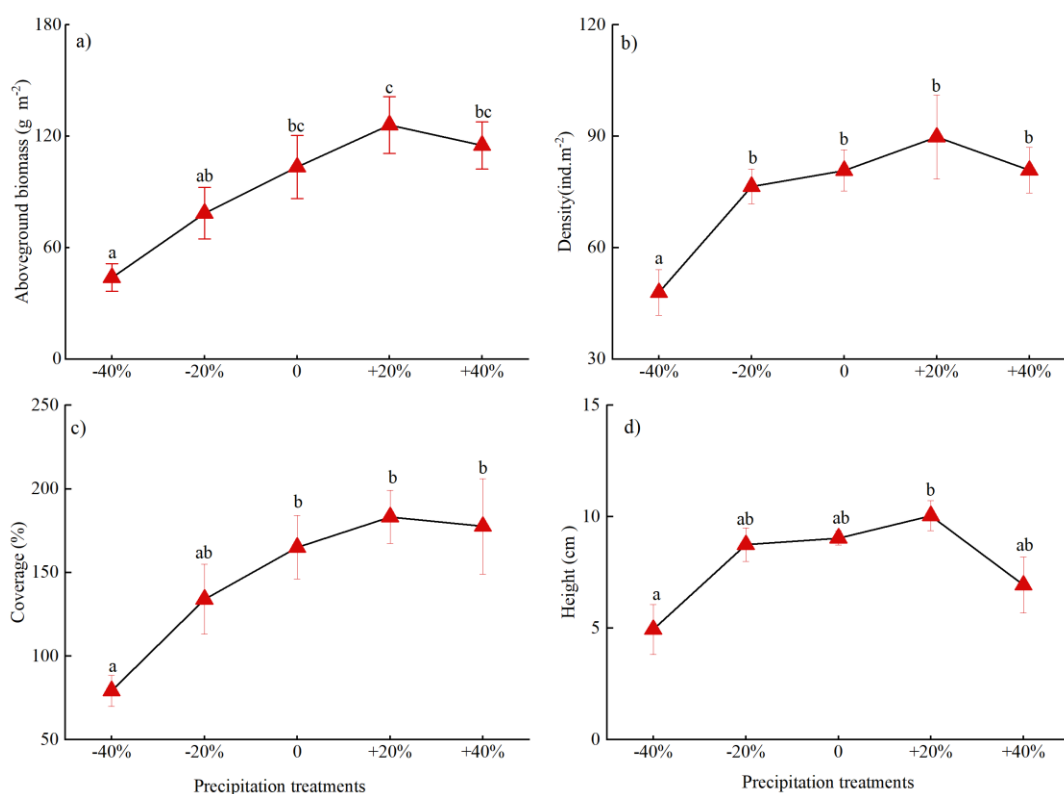 a)
Aboveground biomass (g m⁻²)
180
120
60
0
a
ab
bc
c
bc
-40%
-20%
0
+20%
+40%
b)
Density(ind.m⁻²)
120
90
60
30
a
b
b
b
b
-40%
-20%
0
+20%
+40%
c)
Coverage (%)
250
200
150
100
50
a
ab
b
b
b
-40%
-20%
0
+20%
+40%
Precipitation treatments
d)
Height (cm )
15
10
5
0
a
ab
ab
b
ab
-40%
-20%
0
+20%
+40%
Precipitation treatments